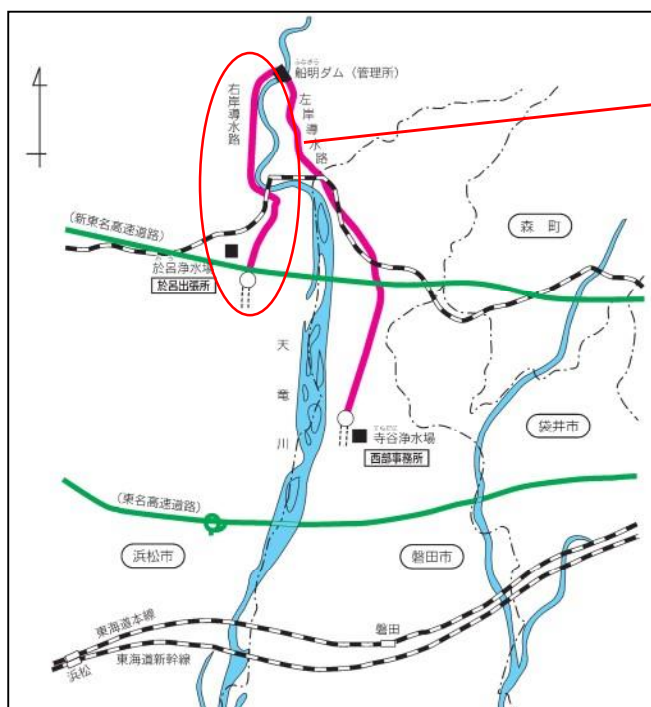 ふなぎら
船明ダム（管理所）
右岸導水路
左岸導水路
森 町
（新東名高速道路）
於呂浄水場
於呂出張所
天竜川
袋井市
寺谷浄水場
西部事務所
（東名高速道路）
浜松市
磐田市
東海道本線
磐田
東海道新幹線
浜松